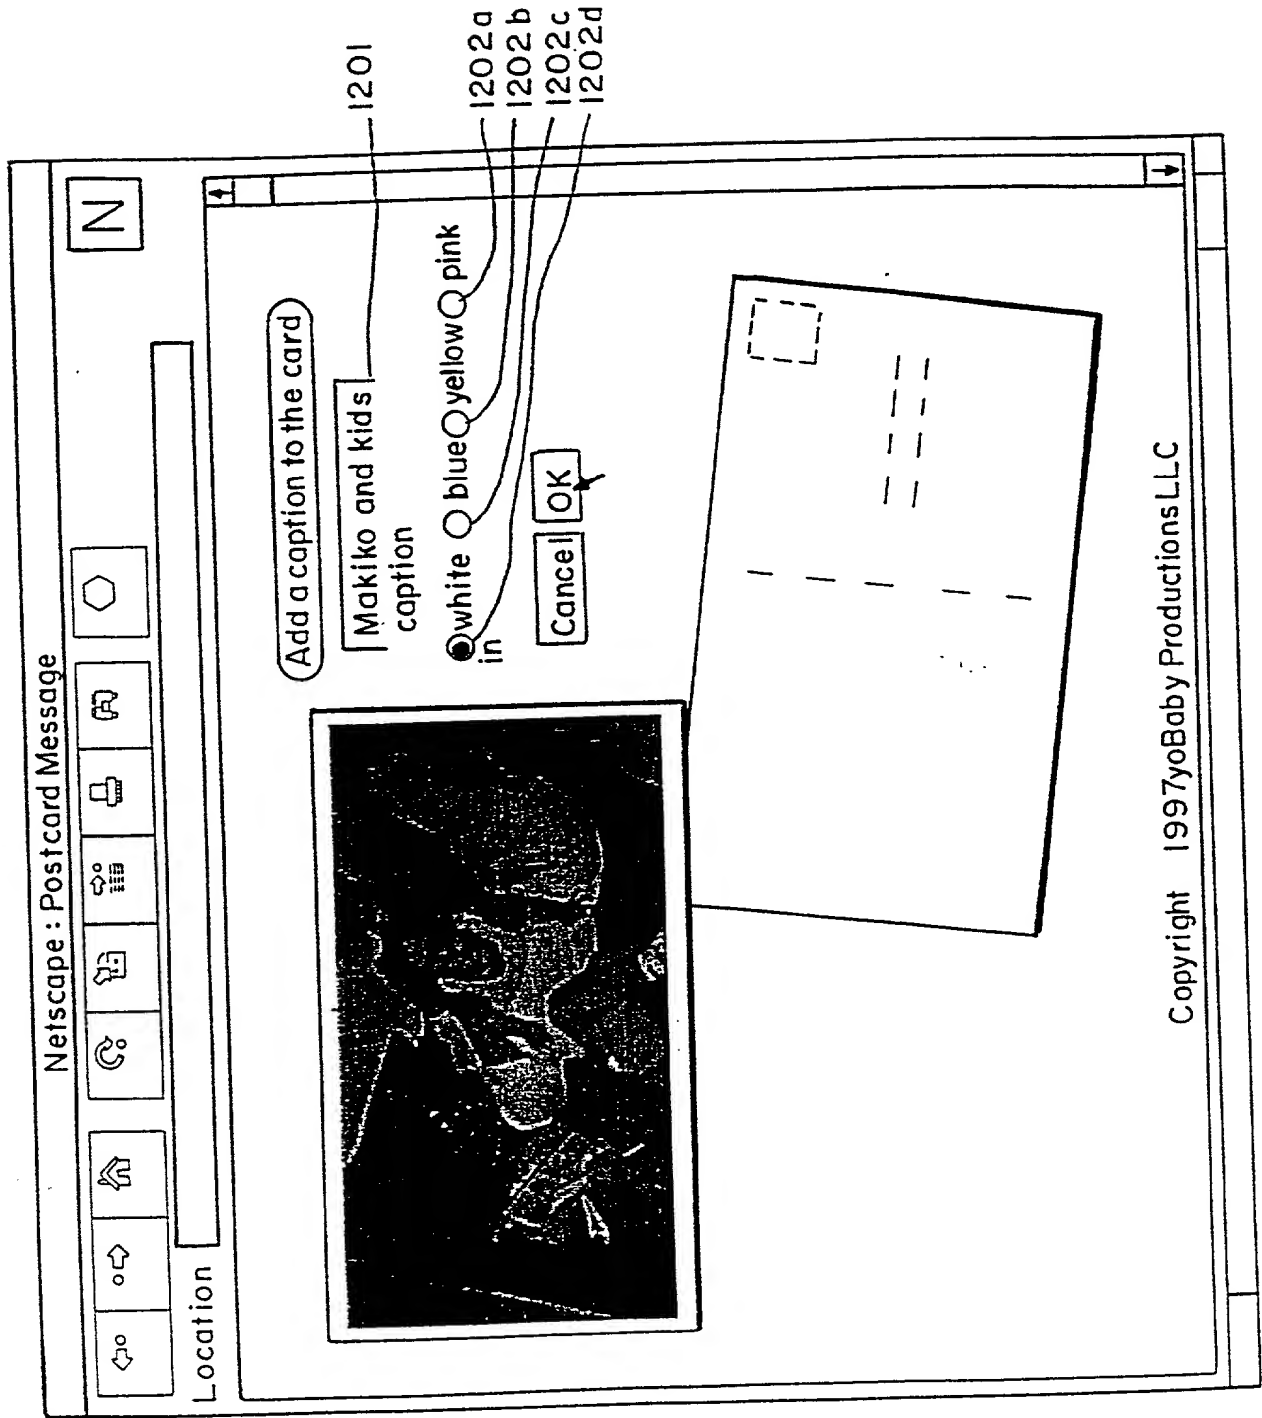 Netscape: Postcard Message
N
Location
Add a caption to the card
Makiko and kids
caption
white blue yellow pink
in
Cancel OK
1201
1202a
1202b
1202c
1202d
Copyright 1997yoBaby Productions LLC